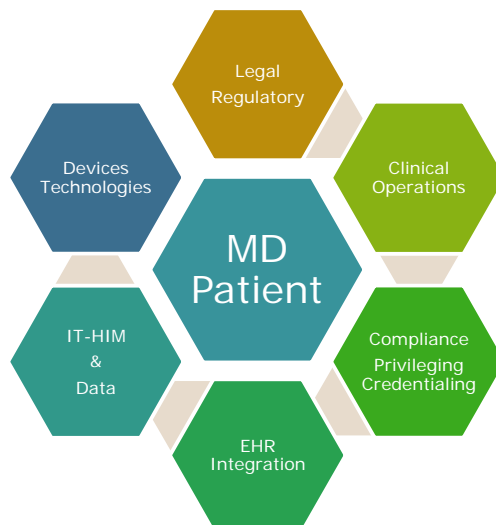 Legal
Regulatory
Devices
Technologies
Clinical
Operations
MD
Patient
IT-HIM
&
Data
Compliance
Privileging
Credentialing
EHR
Integration